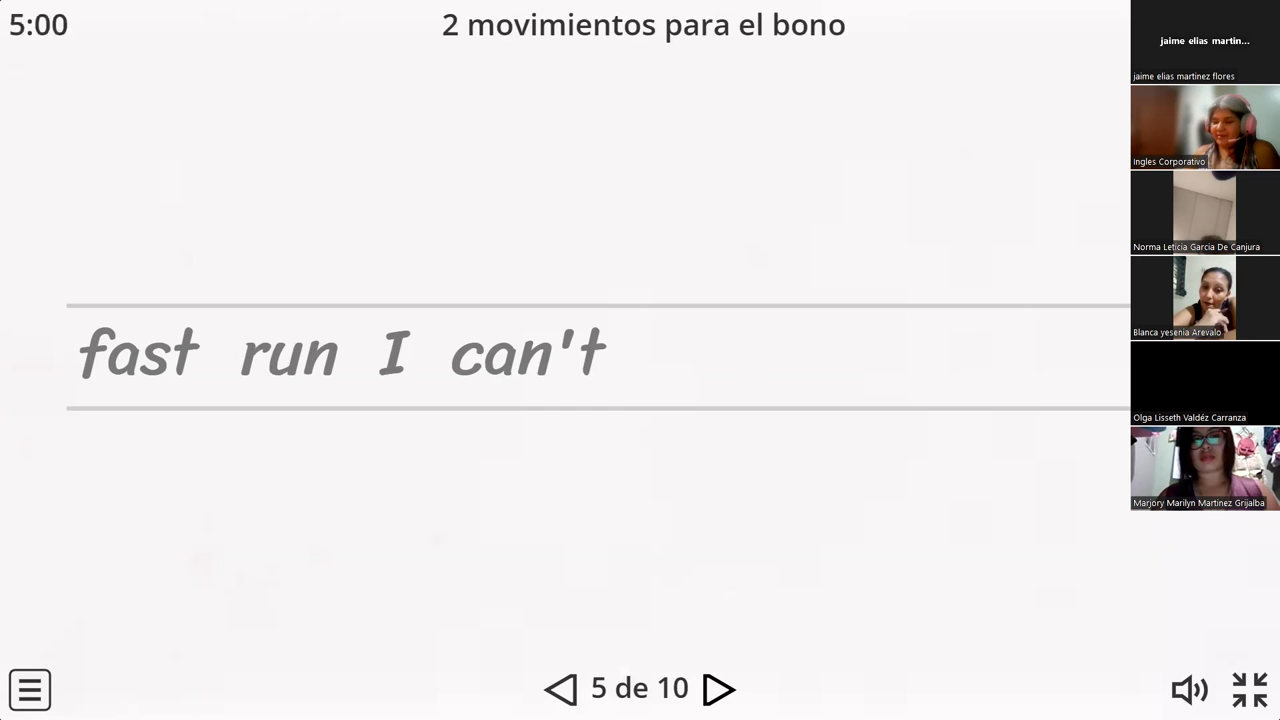 5:00
2 movimientos para el bono
jaime elias martin...
jaime elias martinez flores
Ingles Corporativo
Norma Leticia Garcia De Canjura
Blanca yesenia Arevalo
Olga Lisseth Valdéz Carranza
Marjory Marilyn Martinez Grijalba
fast run I can't
5 de 10